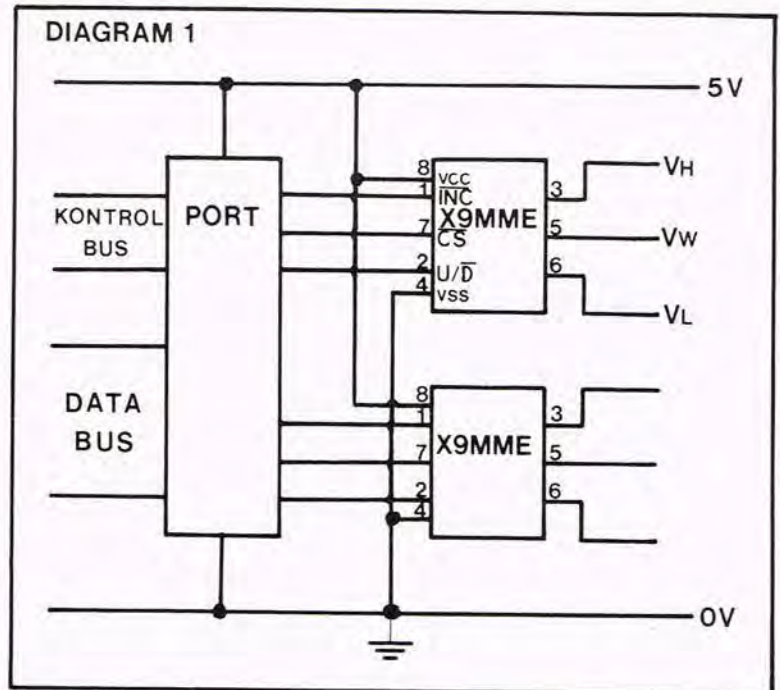 DIAGRAM 1
5V
8 VCC
1 INC
X9MME
7 CS
2 U/D
4 VSS
3 VH
5 VW
6 VL
KONTROL
BUS
PORT
DATA
BUS
8
1
X9MME
7
2
4
3
5
6
0V